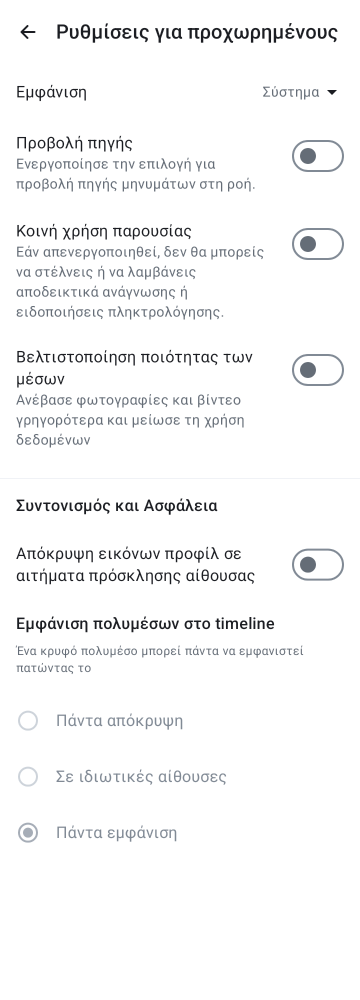 Ρυθμίσεις για προχωρημένους
Εμφάνιση
Σύστημα
Προβολή πηγής
Ενεργοποίησε την επιλογή για
προβολή πηγής μηνυμάτων στη ροή.
Κοινή χρήση παρουσίας
Εάν απενεργοποιηθεί, δεν θα μπορείς
να στέλνεις ή να λαμβάνεις
αποδεικτικά ανάγνωσης ή
ειδοποιήσεις πληκτρολόγησης.
Βελτιστοποίηση ποιότητας των
μέσων
Ανέβασε φωτογραφίες και βίντεο
γρηγορότερα και μείωσε τη χρήση
δεδομένων
Συντονισμός και Ασφάλεια
Απόκρυψη εικόνων προφίλ σε
αιτήματα πρόσκλησης αίθουσας
Εμφάνιση πολυμέσων στο timeline
Ένα κρυφό πολυμέσο μπορεί πάντα να εμφανιστεί
πατώντας το
Πάντα απόκρυψη
Σε ιδιωτικές αίθουσες
Πάντα εμφάνιση